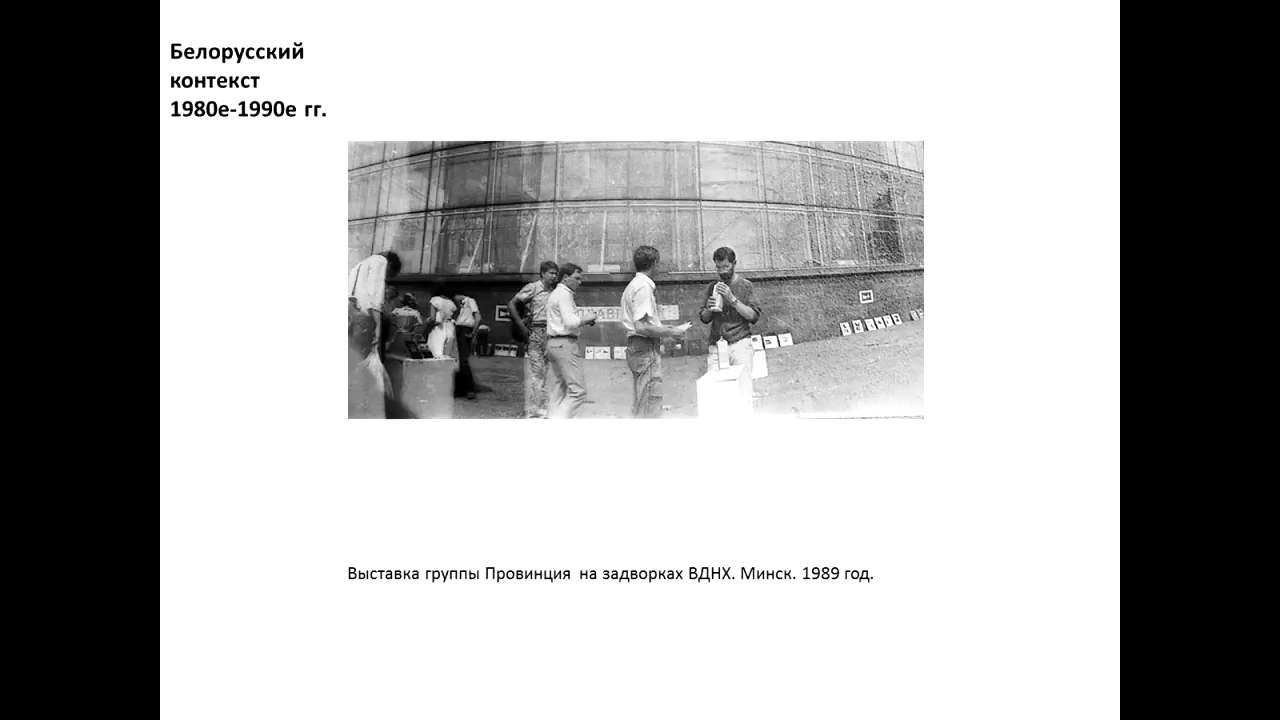 Белорусский
контекст
1980е-1990е гг.
Выставка группы Провинция на задворках ВДНХ. Минск. 1989 год.